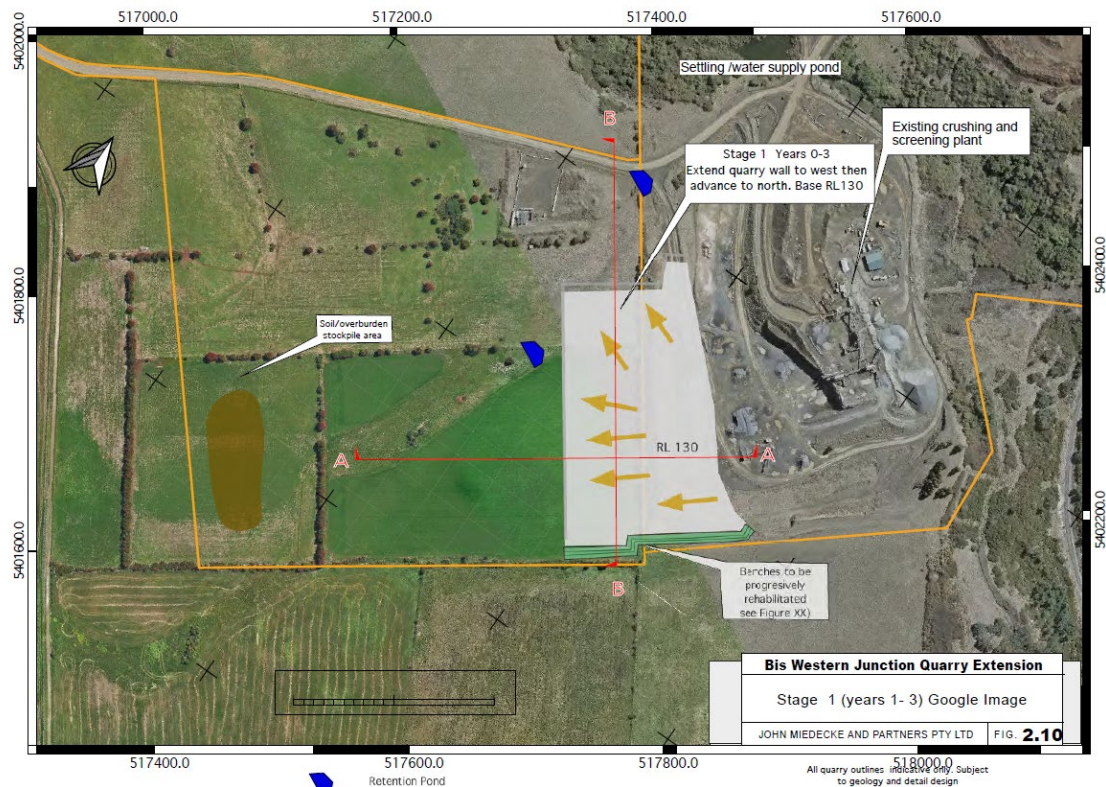 517000.0
517200.0
517400.0
517600.0
5402000.0
5401800.0
5401600.0
5402400.0
5402200.0
Settling /water supply pond
Existing crushing and
screening plant
B
Stage 1 Years 0-3
Extend quarry wall to west then
advance to north. Base RL130
Soil/overburden
stockpile area
A
RL 130
A
B
Benches to be
progresively
rehabilitated
see Figure XX)
Bis Western Junction Quarry Extension
Stage 1 (years 1- 3) Google Image
JOHN MIEDECKE AND PARTNERS PTY LTD
FIG. 2.10
517400.0
517600.0
517800.0
518000.0
Retention Pond
All quarry outlines indicative only. Subject
to geology and detail design